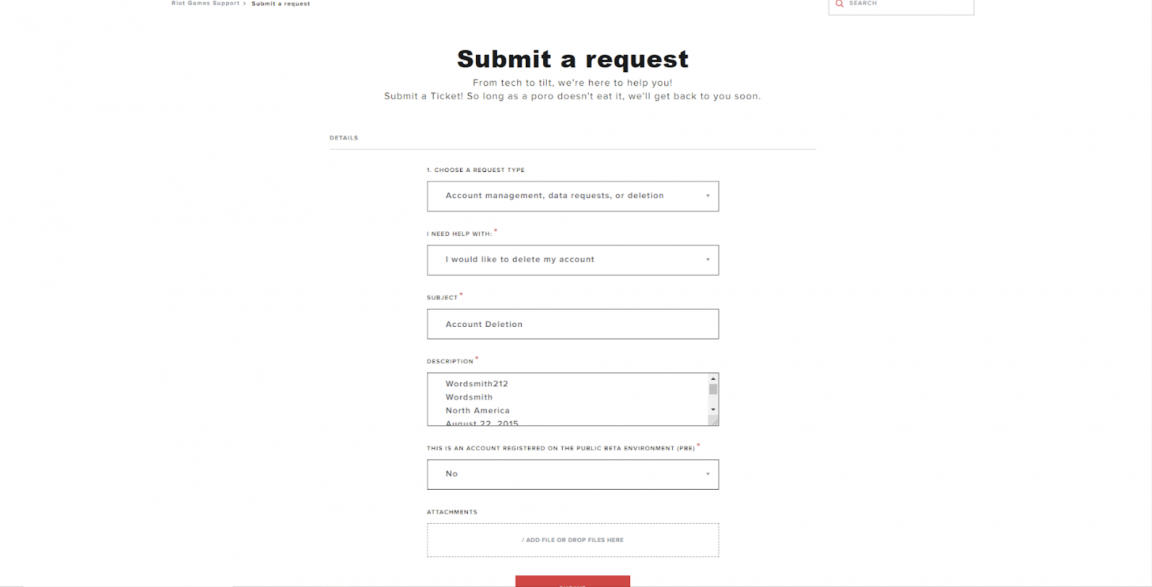 Riot Games Support > Submit a request
SEARCH
Submit a request
From tech to tilt, we're here to help you!
Submit a Ticket! So long as a poro doesn't eat it, we'll get back to you soon.
DETAILS
1. CHOOSE A REQUEST TYPE
Account management, data requests, or deletion
I NEED HELP WITH: *
I would like to delete my account
SUBJECT *
Account Deletion
DESCRIPTION *
Wordsmith212
Wordsmith
North America
August 22, 2015
THIS IS AN ACCOUNT REGISTERED ON THE PUBLIC BETA ENVIRONMENT (PBE) *
No
ATTACHMENTS
/ ADD FILE OR DROP FILES HERE